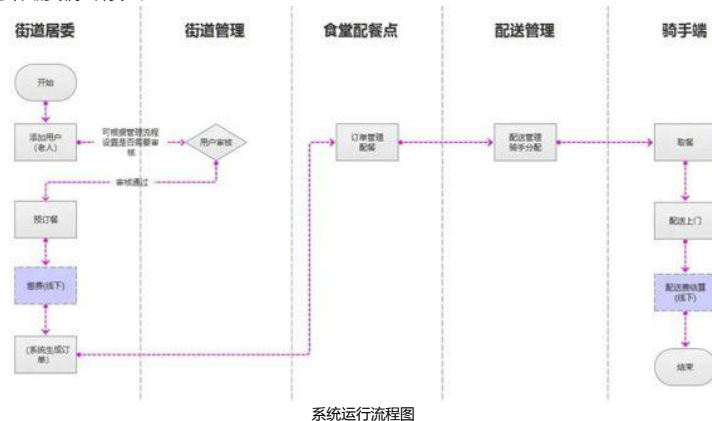 街道居委
街道管理
食堂配餐点
配送管理
骑手端
开始
添加用户
(老人)
可根据管理流程
设置是否需要审
核
用户审核
订单管理
配餐
配送管理
骑手分配
取餐
审核通过
预订餐
配送上门
缴费(线下)
配送费结算
(线下)
(系统生成订
单)
结束
系统运行流程图